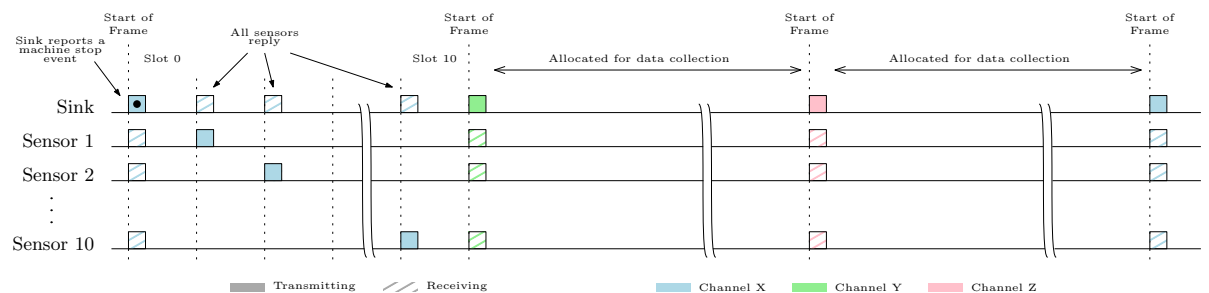 Start of
Frame
Start of
Frame
Start of
Frame
Start of
Frame
Sink reports a
machine stop
event
Slot 0
All sensors
reply
Slot 10
Allocated for data collection
Allocated for data collection
Sink
Sensor 1
Sensor 2
Sensor 10
Transmitting
Receiving
Channel X
Channel Y
Channel Z